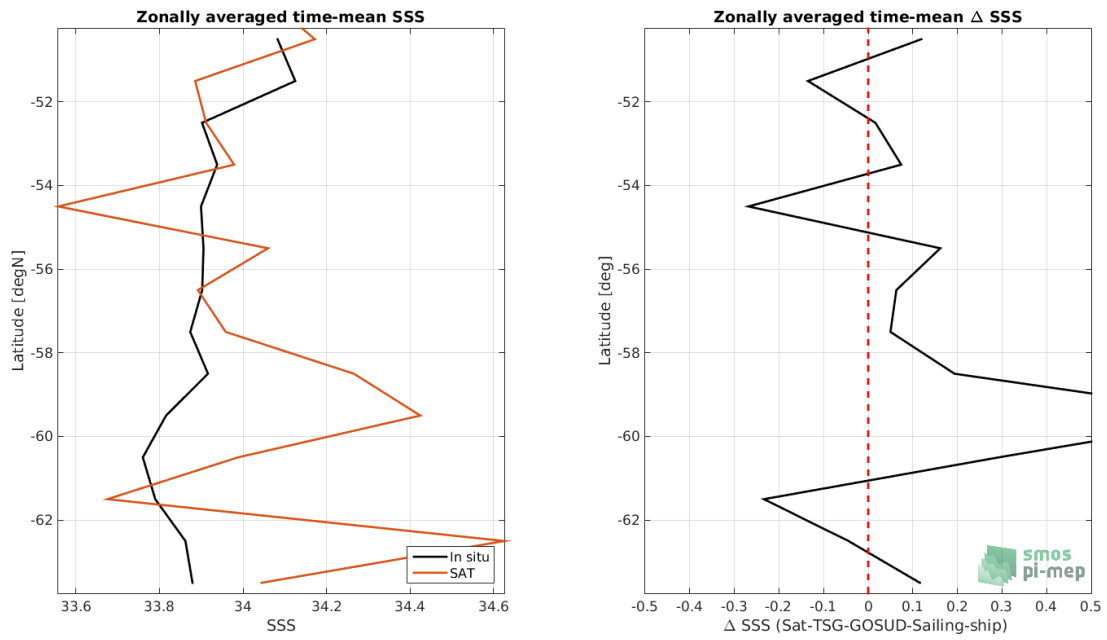 Zonally averaged time-mean SSS
-52
-54
-56
-58
-60
-62
Latitude [degN]
33.6 33.8 34 34.2 34.4 34.6
SSS
In situ
SAT
Zonally averaged time-mean Δ SSS
-52
-54
-56
-58
-60
-62
Latitude [deg]
-0.5 -0.4 -0.3 -0.2 -0.1 0 0.1 0.2 0.3 0.4 0.5
Δ SSS (Sat-TSG-GOSUD-Sailing-ship)
smos
pi-mep